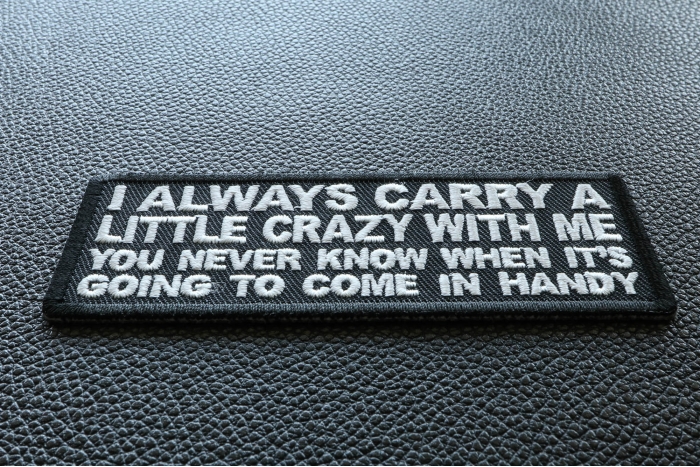 I ALWAYS CARRY A
LITTLE CRAZY WITH ME
YOU NEVER KNOW WHEN IT'S
GOING TO COME IN HANDY